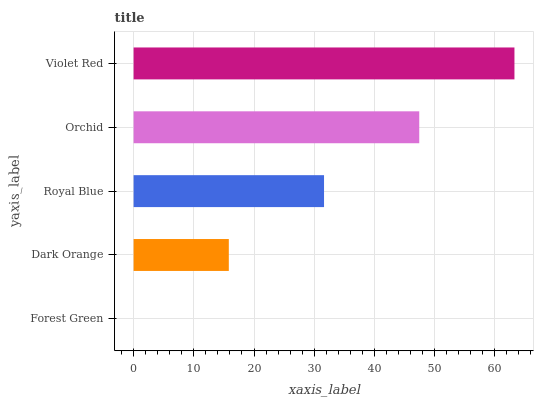 title
Violet Red
Orchid
Royal Blue
Dark Orange
Forest Green
yaxis_label
0 10 20 30 40 50 60
xaxis_label